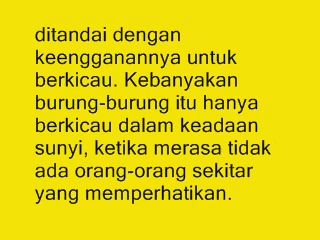 ditandai dengan
keengganannya untuk
berkicau. Kebanyakan
burung-burung itu hanya
berkicau dalam keadaan
sunyi, ketika merasa tidak
ada orang-orang sekitar
yang memperhatikan.